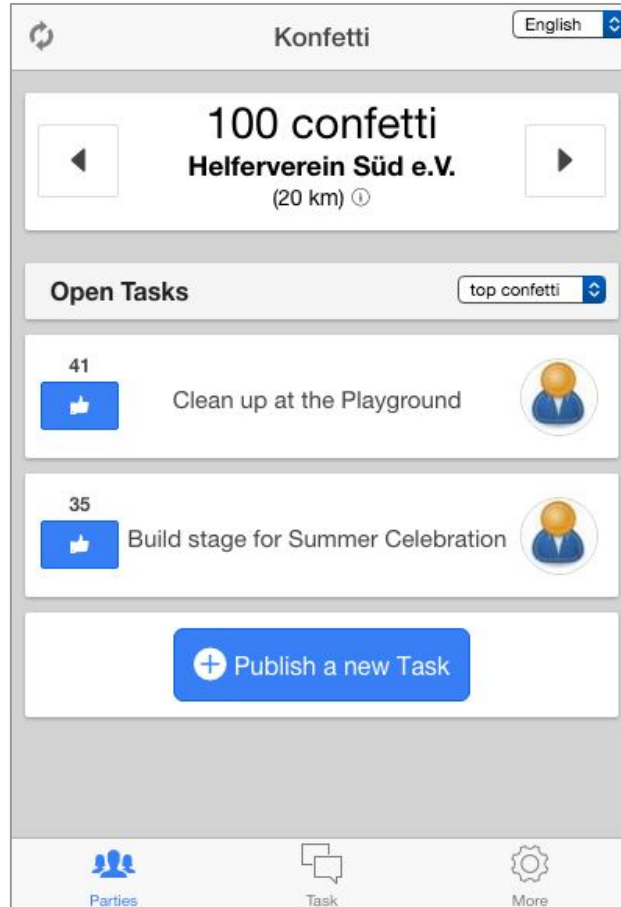 Konfetti
English
100 confetti
Helferverein Süd e.V.
(20 km) ⓘ
Open Tasks
top confetti
41
Clean up at the Playground
35
Build stage for Summer Celebration
Publish a new Task
Parties
Task
More